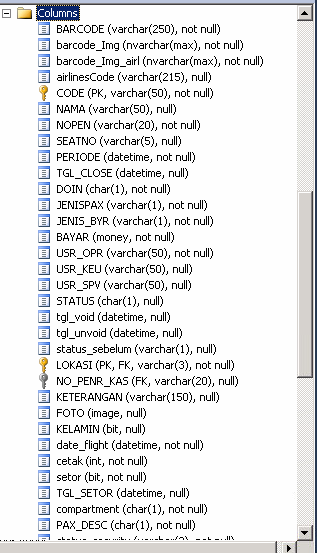 Columns
BARCODE (varchar(250), not null)
barcode_Img (nvarchar(max), not null)
barcode_Img_airl (nvarchar(max), not null)
airlinesCode (varchar(215), null)
CODE (PK, varchar(50), not null)
NAMA (varchar(50), not null)
NOPEN (varchar(20), not null)
SEATNO (varchar(5), null)
PERIODE (datetime, not null)
TGL_CLOSE (datetime, null)
DOIN (char(1), not null)
JENISPAX (varchar(1), not null)
JENIS_BYR (varchar(1), not null)
BAYAR (money, not null)
USR_OPR (varchar(50), not null)
USR_KEU (varchar(50), null)
USR_SPV (varchar(50), null)
STATUS (char(1), null)
tgl_void (datetime, null)
tgl_unvoid (datetime, null)
status_sebelum (varchar(1), null)
LOKASI (PK, FK, varchar(3), not null)
NO_PENR_KAS (FK, varchar(20), null)
KETERANGAN (varchar(150), null)
FOTO (image, null)
KELAMIN (bit, null)
date_flight (datetime, not null)
cetak (int, not null)
setor (bit, not null)
TGL_SETOR (datetime, null)
compartment (char(1), not null)
PAX_DESC (char(1), not null)
status_security (varchar(2), not null)